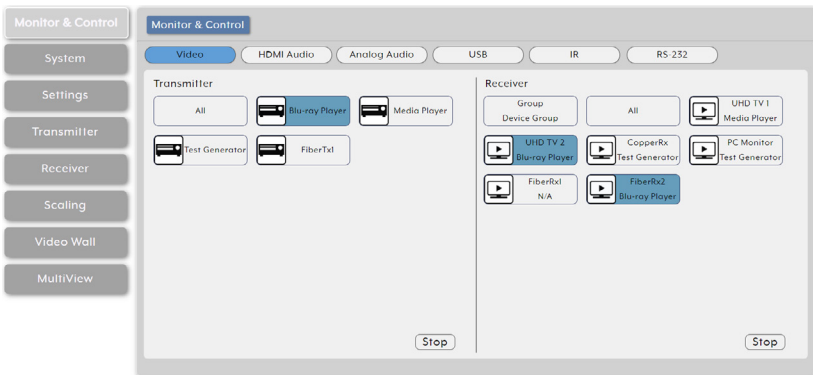 Monitor & Control
System
Settings
Transmitter
Receiver
Scaling
Video Wall
MultiView
Monitor & Control
Video
HDMI Audio
Analog Audio
USB
IR
RS-232
Transmitter
All
Blu-ray Player
Media Player
Test Generator
FiberTx1
Stop
Receiver
Group
Device Group
All
UHD TV 1
Media Player
UHD TV 2
Blu-ray Player
CopperRx
Test Generator
PC Monitor
Test Generator
FiberRx1
N/A
FiberRx2
Blu-ray Player
Stop